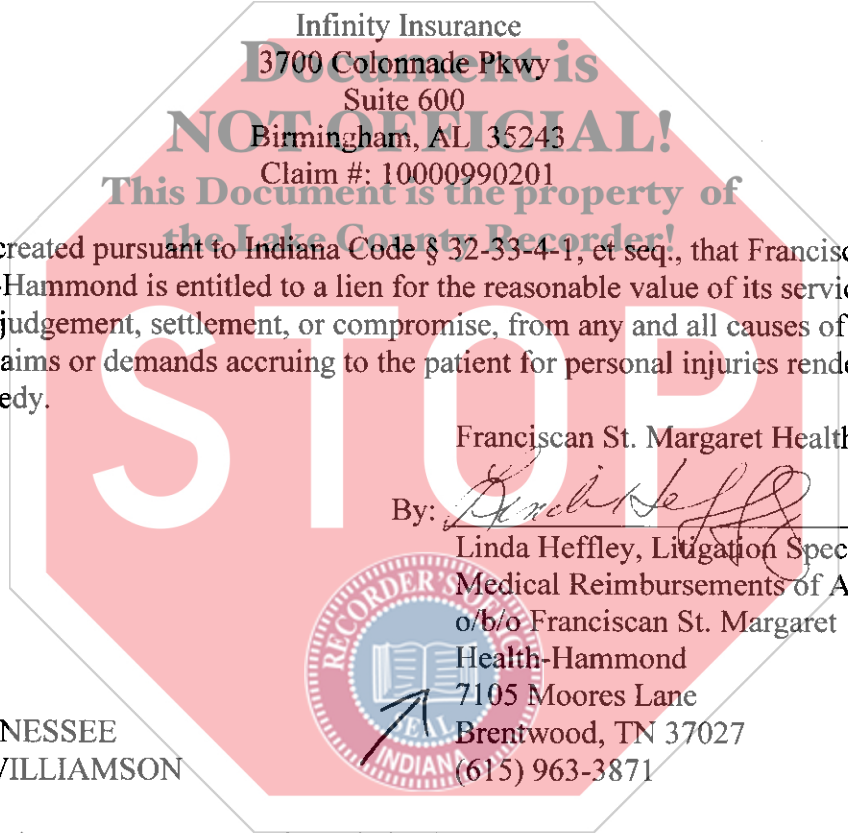 Infinity Insurance
Document is
3700 Colonnade Pkwy
Suite 600
NOT OFFICIAL!
Birmingham, AL 35243
Claim #: 10000990201
This Document is the property of
the Lake County Recorder!
created pursuant to Indiana Code § 32-33-4-1, et seq., that Francisc
-Hammond is entitled to a lien for the reasonable value of its servic
judgement, settlement, or compromise, from any and all causes of
aims or demands accruing to the patient for personal injuries rende
edy.
STOP
Franciscan St. Margaret Health
By: Linda Heffley
Linda Heffley, Litigation Spec
Medical Reimbursements of A
o/b/o Franciscan St. Margaret
Health-Hammond
7105 Moores Lane
Brentwood, TN 37027
(615) 963-3871
RECORDER'S OFFICE
SEAL
INDIANA
NESSEE
WILLIAMSON